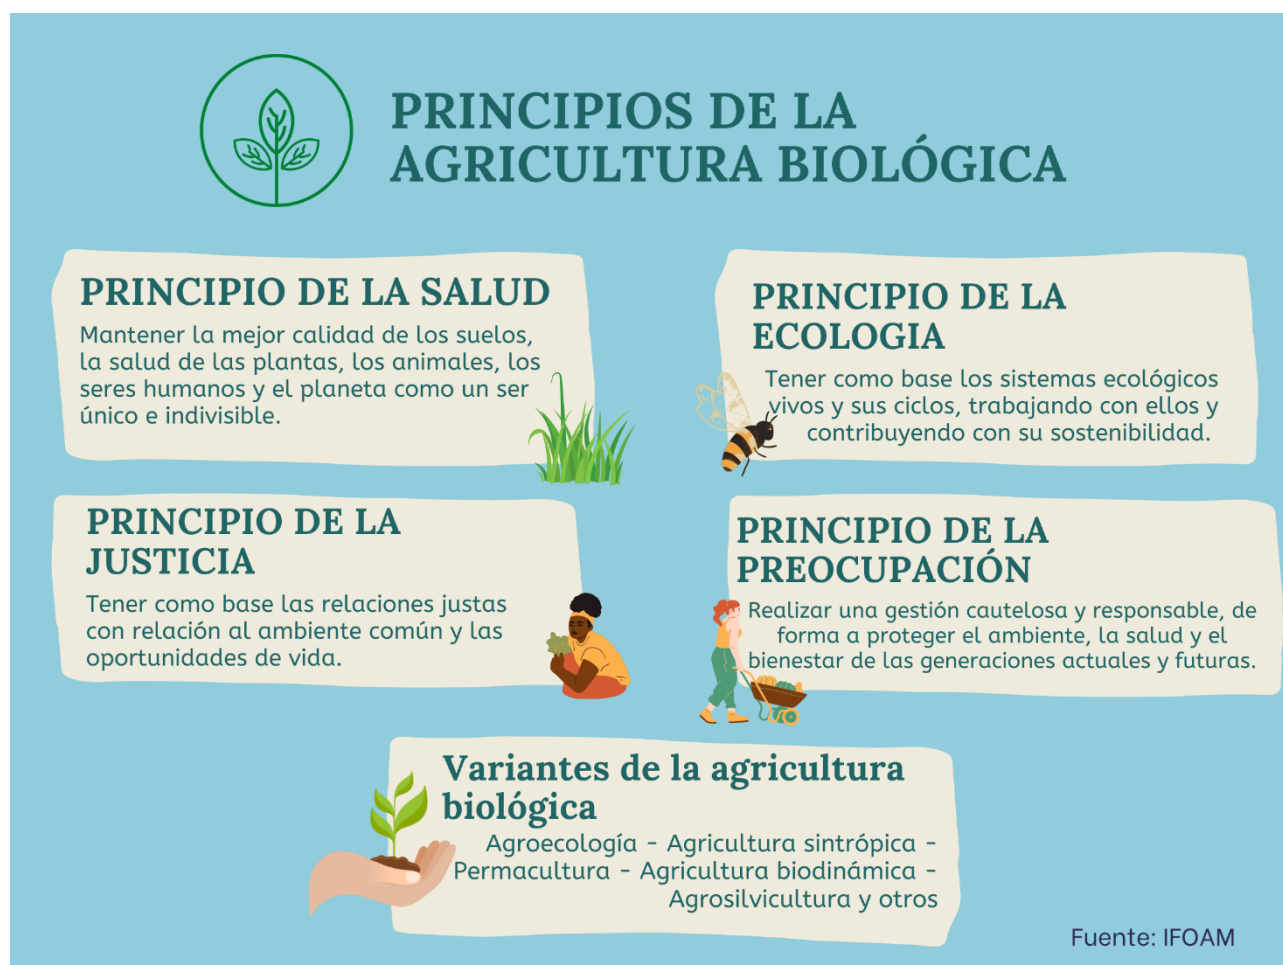 PRINCIPIOS DE LA
AGRICULTURA BIOLÓGICA
PRINCIPIO DE LA SALUD
Mantener la mejor calidad de los suelos,
la salud de las plantas, los animales, los
seres humanos y el planeta como un ser
único e indivisible.
PRINCIPIO DE LA
ECOLOGIA
Tener como base los sistemas ecológicos
vivos y sus ciclos, trabajando con ellos y
contribuyendo con su sostenibilidad.
PRINCIPIO DE LA
JUSTICIA
Tener como base las relaciones justas
con relación al ambiente común y las
oportunidades de vida.
PRINCIPIO DE LA
PREOCUPACIÓN
Realizar una gestión cautelosa y responsable, de
forma a proteger el ambiente, la salud y el
bienestar de las generaciones actuales y futuras.
Variantes de la agricultura
biológica
Agroecología - Agricultura sintrópica -
Permacultura - Agricultura biodinámica -
Agrosilvicultura y otros
Fuente: IFOAM